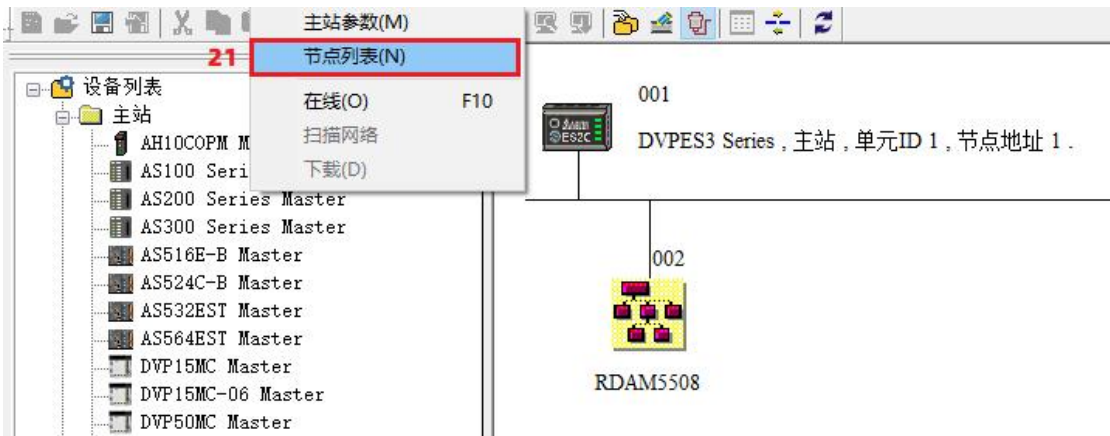 主站参数(M)
21 节点列表(N)
在线(O) F10
扫描网络
下载(D)
设备列表
主站
AH10COPM M
AS100 Seri
AS200 Series Master
AS300 Series Master
AS516E-B Master
AS524C-B Master
AS532EST Master
AS564EST Master
DVP15MC Master
DVP15MC-06 Master
DVP50MC Master
001
ES2C
DVPES3 Series , 主站 , 单元ID 1 , 节点地址 1 .
002
RDAM5508